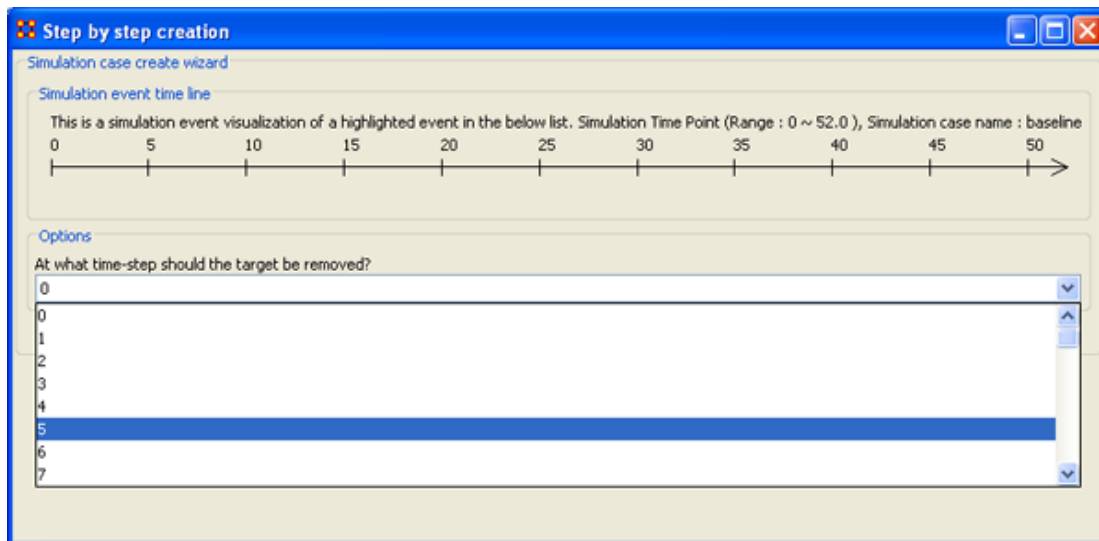 Step by step creation
Simulation case create wizard
Simulation event time line
This is a simulation event visualization of a highlighted event in the below list. Simulation Time Point (Range : 0 ~ 52.0 ), Simulation case name : baseline
0 5 10 15 20 25 30 35 40 45 50
Options
At what time-step should the target be removed?
0
0
1
2
3
4
5
6
7